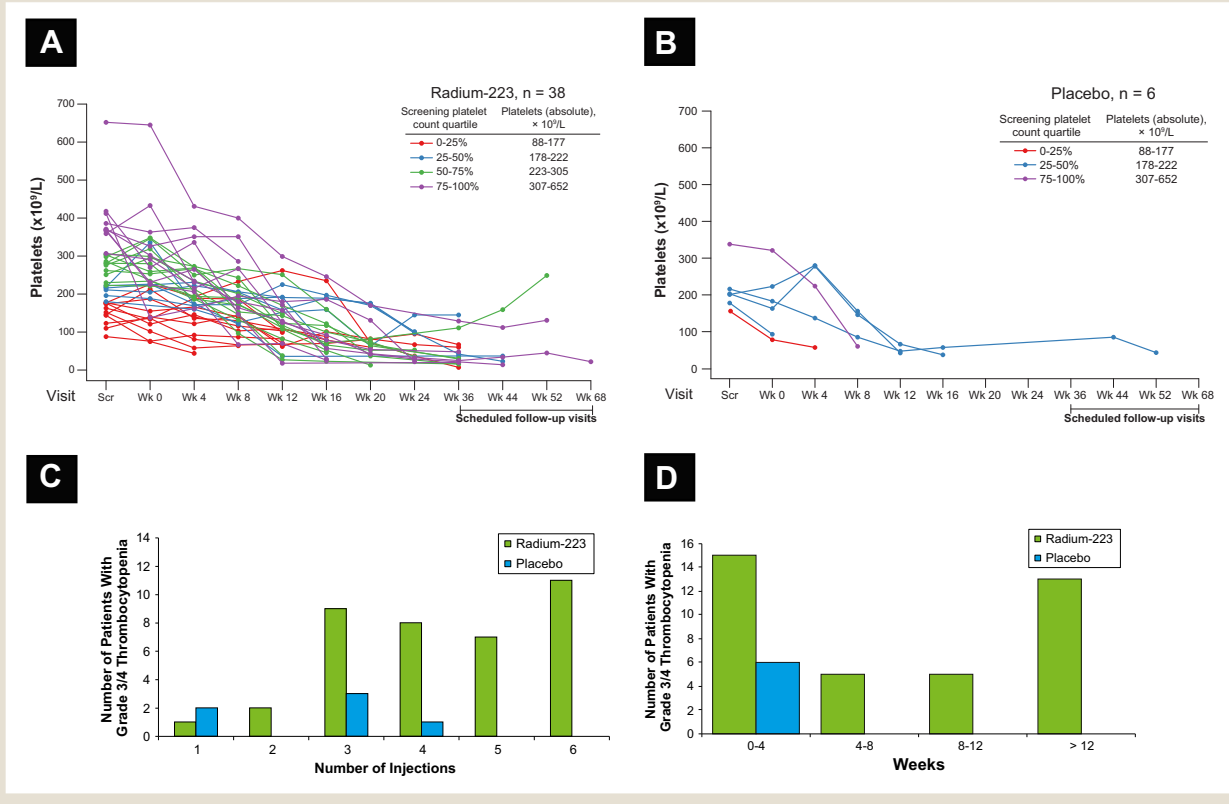 A
Radium-223, n = 38
Screening platelet count quartile
Platelets (absolute), × 10⁹/L
0-25% 88-177
25-50% 178-222
50-75% 223-305
75-100% 307-652
Platelets (x10⁹/L)
700
600
500
400
300
200
100
0
Visit Scr Wk 0 Wk 4 Wk 8 Wk 12 Wk 16 Wk 20 Wk 24 Wk 36 Wk 44 Wk 52 Wk 68
Scheduled follow-up visits
B
Placebo, n = 6
Screening platelet count quartile
Platelets (absolute), × 10⁹/L
0-25% 88-177
25-50% 178-222
75-100% 307-652
Platelets (x10⁹/L)
700
600
500
400
300
200
100
0
Visit Scr Wk 0 Wk 4 Wk 8 Wk 12 Wk 16 Wk 20 Wk 24 Wk 36 Wk 44 Wk 52 Wk 68
Scheduled follow-up visits
C
Radium-223
Placebo
Number of Patients With
Grade 3/4 Thrombocytopenia
14
12
10
8
6
4
2
0
1 2 3 4 5 6
Number of Injections
D
Radium-223
Placebo
Number of Patients With
Grade 3/4 Thrombocytopenia
16
14
12
10
8
6
4
2
0
0-4 4-8 8-12 > 12
Weeks